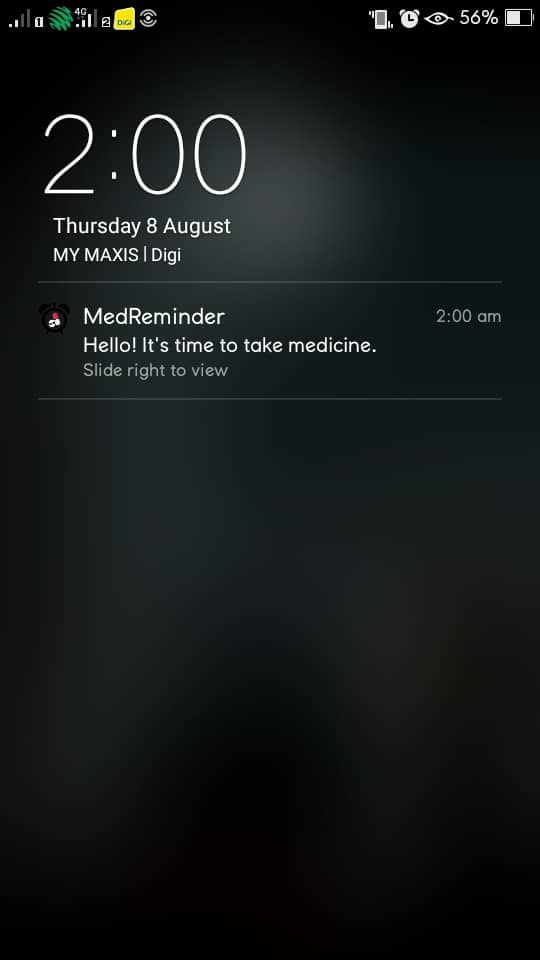 1 4G 2 DiGi 56%
2:00
Thursday 8 August
MY MAXIS | Digi
MedReminder 2:00 am
Hello! It's time to take medicine.
Slide right to view